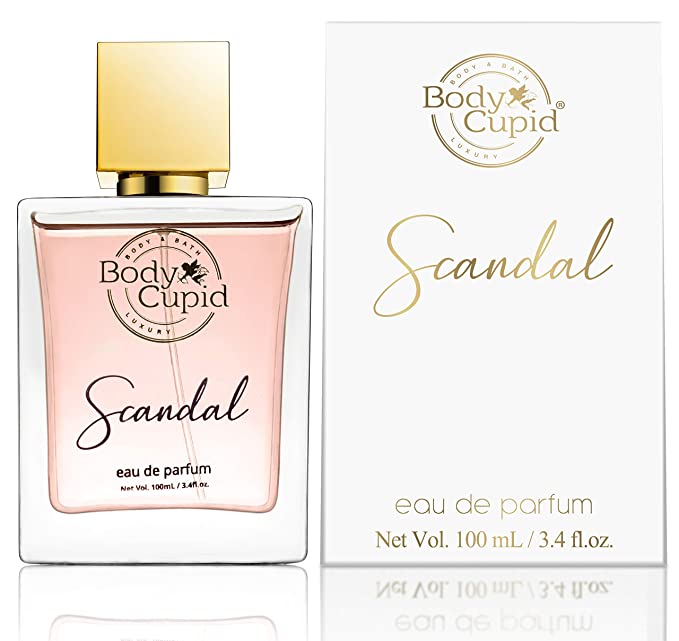 BODY & BATH
Body Cupid
LUXURY
Scandal
eau de parfum
Net Vol. 100mL / 3.4fl.oz.
BODY & BATH
Body Cupid®
LUXURY
Scandal
eau de parfum
Net Vol. 100 mL / 3.4 fl.oz.